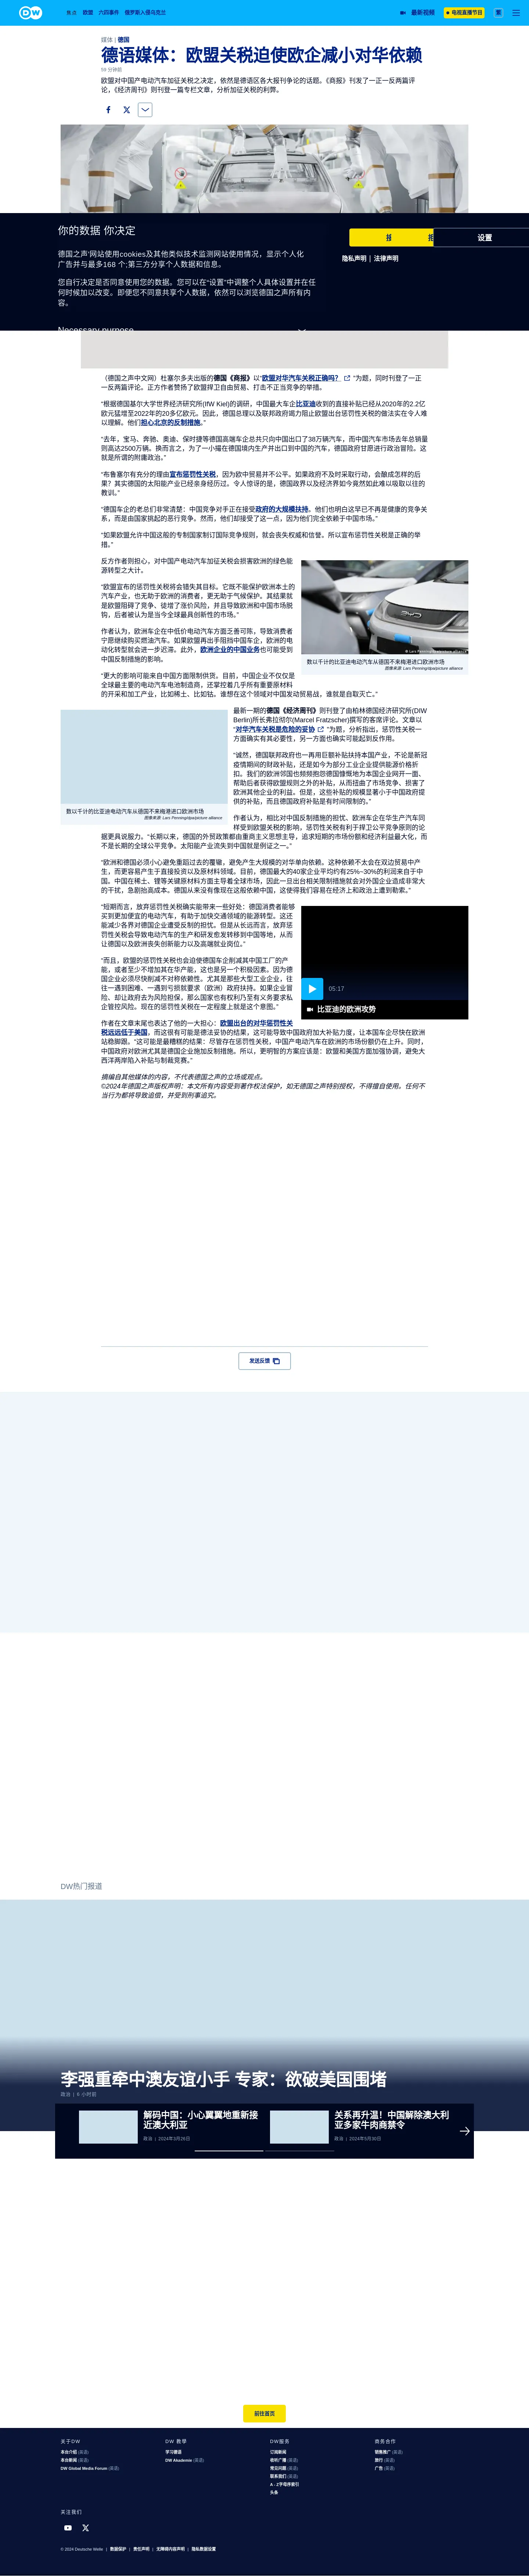 DW
焦点 欧盟 六四事件 俄罗斯入侵乌克兰
最新视频
电视直播节目
繁
媒体 | 德国
德语媒体：欧盟关税迫使欧企减小对华依赖
59 分钟前
欧盟对中国产电动汽车加征关税之决定，依然是德语区各大报刊争论的话题。《商报》刊发了一正一反两篇评论，《经济周刊》则刊登一篇专栏文章，分析加征关税的利弊。
你的数据 你决定
德国之声'网站使用cookies及其他类似技术监测网站使用情况，显示个人化广告并与最多168 个;第三方分享个人数据和信息。
您自行决定是否同意使用您的数据。您可以在"设置"中调整个人具体设置并在任何时候加以改变。即便您不同意共享个人数据，依然可以浏览德国之声所有内容。
设置
隐私声明 | 法律声明
Necessary purpose
（德国之声中文网）杜塞尔多夫出版的德国《商报》以"欧盟对华汽车关税正确吗？ "为题，同时刊登了一正一反两篇评论。正方作者赞扬了欧盟捍卫自由贸易、打击不正当竞争的举措。
"根据德国基尔大学世界经济研究所(IfW Kiel)的调研，中国最大车企比亚迪收到的直接补贴已经从2020年的2.2亿欧元猛增至2022年的20多亿欧元。因此，德国总理以及联邦政府竭力阻止欧盟出台惩罚性关税的做法实在令人难以理解。他们担心北京的反制措施。"
"去年，宝马、奔驰、奥迪、保时捷等德国高端车企总共只向中国出口了38万辆汽车，而中国汽车市场去年总销量则高达2500万辆。换而言之，为了一小撮在德国境内生产并出口到中国的汽车，德国政府甘愿进行政治冒险。这就是所谓的附庸政治。"
"布鲁塞尔有充分的理由宣布惩罚性关税，因为欧中贸易并不公平。如果政府不及时采取行动，会酿成怎样的后果？其实德国的太阳能产业已经亲身经历过。令人惊讶的是，德国政界以及经济界如今竟然如此难以吸取以往的教训。"
"德国车企的老总们非常清楚：中国竞争对手正在接受政府的大规模扶持。他们也明白这早已不再是健康的竞争关系，而是由国家挑起的恶行竞争。然而，他们却接受了这一点，因为他们完全依赖于中国市场。"
"如果欧盟允许中国这般的专制国家制订国际竞争规则，就会丧失权威和信誉。所以宣布惩罚性关税是正确的举措。"
反方作者则担心，对中国产电动汽车加征关税会损害欧洲的绿色能源转型之大计。
"欧盟宣布的惩罚性关税将会错失其目标。它既不能保护欧洲本土的汽车产业，也无助于欧洲的消费者，更无助于气候保护。其结果就是欧盟阻碍了竞争、徒增了涨价风险，并且导致欧洲和中国市场脱钩，后者被认为是当今全球最具创新性的市场。"
作者认为，欧洲车企在中低价电动汽车方面乏善可陈，导致消费者宁愿继续购买燃油汽车。如果欧盟再出手阻挡中国车企，欧洲的电动化转型就会进一步迟滞。此外，欧洲企业的中国业务也可能受到中国反制措施的影响。
"更大的影响可能来自中国方面限制供货。目前，中国企业不仅仅是全球最主要的电动汽车电池制造商，还掌控着几乎所有重要原材料的开采和加工产业，比如稀土、比如钴。谁想在这个领域对中国发动贸易战，谁就是自取灭亡。"
© Lars Penning/dpa/picture alliance
数以千计的比亚迪电动汽车从德国不来梅港进口欧洲市场
图像来源: Lars Penning/dpa/picture alliance
最新一期的德国《经济周刊》则刊登了由柏林德国经济研究所(DIW Berlin)所长弗拉彻尔(Marcel Fratzscher)撰写的客席评论。文章以"对华汽车关税是危险的妥协 "为题，分析指出，惩罚性关税一方面确实有其必要性，另一方面也确实可能起到反作用。
数以千计的比亚迪电动汽车从德国不来梅港进口欧洲市场
图像来源: Lars Penning/dpa/picture alliance
"诚然，德国联邦政府也一再用巨额补贴扶持本国产业，不论是新冠疫情期间的财政补贴，还是如今为部分工业企业提供能源价格折扣。我们的欧洲邻国也频频抱怨德国慷慨地为本国企业网开一面、帮助后者获得欧盟规则之外的补贴，从而扭曲了市场竞争、损害了欧洲其他企业的利益。但是，这些补贴的规模显著小于中国政府提供的补贴，而且德国政府补贴是有时间限制的。"
作者认为，相比对中国反制措施的担忧、欧洲车企在华生产汽车同样受到欧盟关税的影响，惩罚性关税有利于捍卫公平竞争原则的论据更具说服力。"长期以来，德国的外贸政策都由重商主义思想主导，追求短期的市场份额和经济利益最大化，而不是长期的全球公平竞争。太阳能产业流失到中国就是例证之一。"
"欧洲和德国必须小心避免重蹈过去的覆辙，避免产生大规模的对华单向依赖。这种依赖不太会在双边贸易中产生，而更容易产生于直接投资以及原材料领域。目前，德国最大的40家企业平均约有25%~30%的利润来自于中国。中国在稀土、锂等关键原材料方面主导着全球市场，因此一旦出台相关限制措施就会对外国企业造成非常大的干扰，急剧抬高成本。德国从来没有像现在这般依赖中国，这使得我们容易在经济上和政治上遭到勒索。"
"短期而言，放弃惩罚性关税确实能带来一些好处：德国消费者能够买到更加便宜的电动汽车，有助于加快交通领域的能源转型。这还能减少各界对德国企业遭受反制的担忧。但是从长远而言，放弃惩罚性关税会导致电动汽车的生产和研发愈发转移到中国等地，从而让德国以及欧洲丧失创新能力以及高端就业岗位。"
05:17
比亚迪的欧洲攻势
"而且，欧盟的惩罚性关税也会迫使德国车企削减其中国工厂的产能，或者至少不增加其在华产能，这也是另一个积极因素。因为德国企业必须尽快削减不对称依赖性。尤其是那些大型工业企业，往往一遇到困难、一遇到亏损就要求（欧洲）政府扶持。如果企业冒险、却让政府去为风险担保，那么国家也有权利乃至有义务要求私企管控风险。现在的惩罚性关税在一定程度上就是这个意图。"
作者在文章末尾也表达了他的一大担心：欧盟出台的对华惩罚性关税远远低于美国，而这很有可能是德法妥协的结果，这可能导致中国政府加大补贴力度，让本国车企尽快在欧洲站稳脚跟。"这可能是最糟糕的结果：尽管存在惩罚性关税，中国产电动汽车在欧洲的市场份额仍在上升。同时，中国政府对欧洲尤其是德国企业施加反制措施。所以，更明智的方案应该是：欧盟和美国方面加强协调，避免大西洋两岸陷入补贴与制裁竞赛。"
摘编自其他媒体的内容，不代表德国之声的立场或观点。
©2024年德国之声版权声明：本文所有内容受到著作权法保护，如无德国之声特别授权，不得擅自使用。任何不当行为都将导致追偿，并受到刑事追究。
发送反馈
DW热门报道
李强重牵中澳友谊小手 专家：欲破美国围堵
政治 | 6 小时前
解码中国：小心翼翼地重新接近澳大利亚
政治 | 2024年3月26日
关系再升温！中国解除澳大利亚多家牛肉商禁令
政治 | 2024年5月30日
前往首页
关于DW
本台介绍 (英语)
本台新闻 (英语)
DW Global Media Forum (英语)
DW 教学
学习德语
DW Akademie (英语)
DW服务
订阅新闻
收听广播 (英语)
常见问题 (英语)
联系我们 (英语)
A - Z字母序索引
头条
商务合作
销售推广 (英语)
旅行 (英语)
广告 (英语)
关注我们
© 2024 Deutsche Welle | 数据保护 | 责任声明 | 无障碍内容声明 | 隐私数据设置